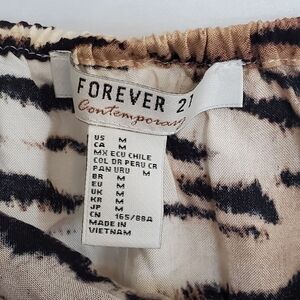 FOREVER 21
Contemporary
US M
CA M
MX ECU CHILE
COL DR PERU CR
PAN URU M
BR M
EU M
UK M
KR M
JP M
CN 165/88A
MADE IN
VIETNAM